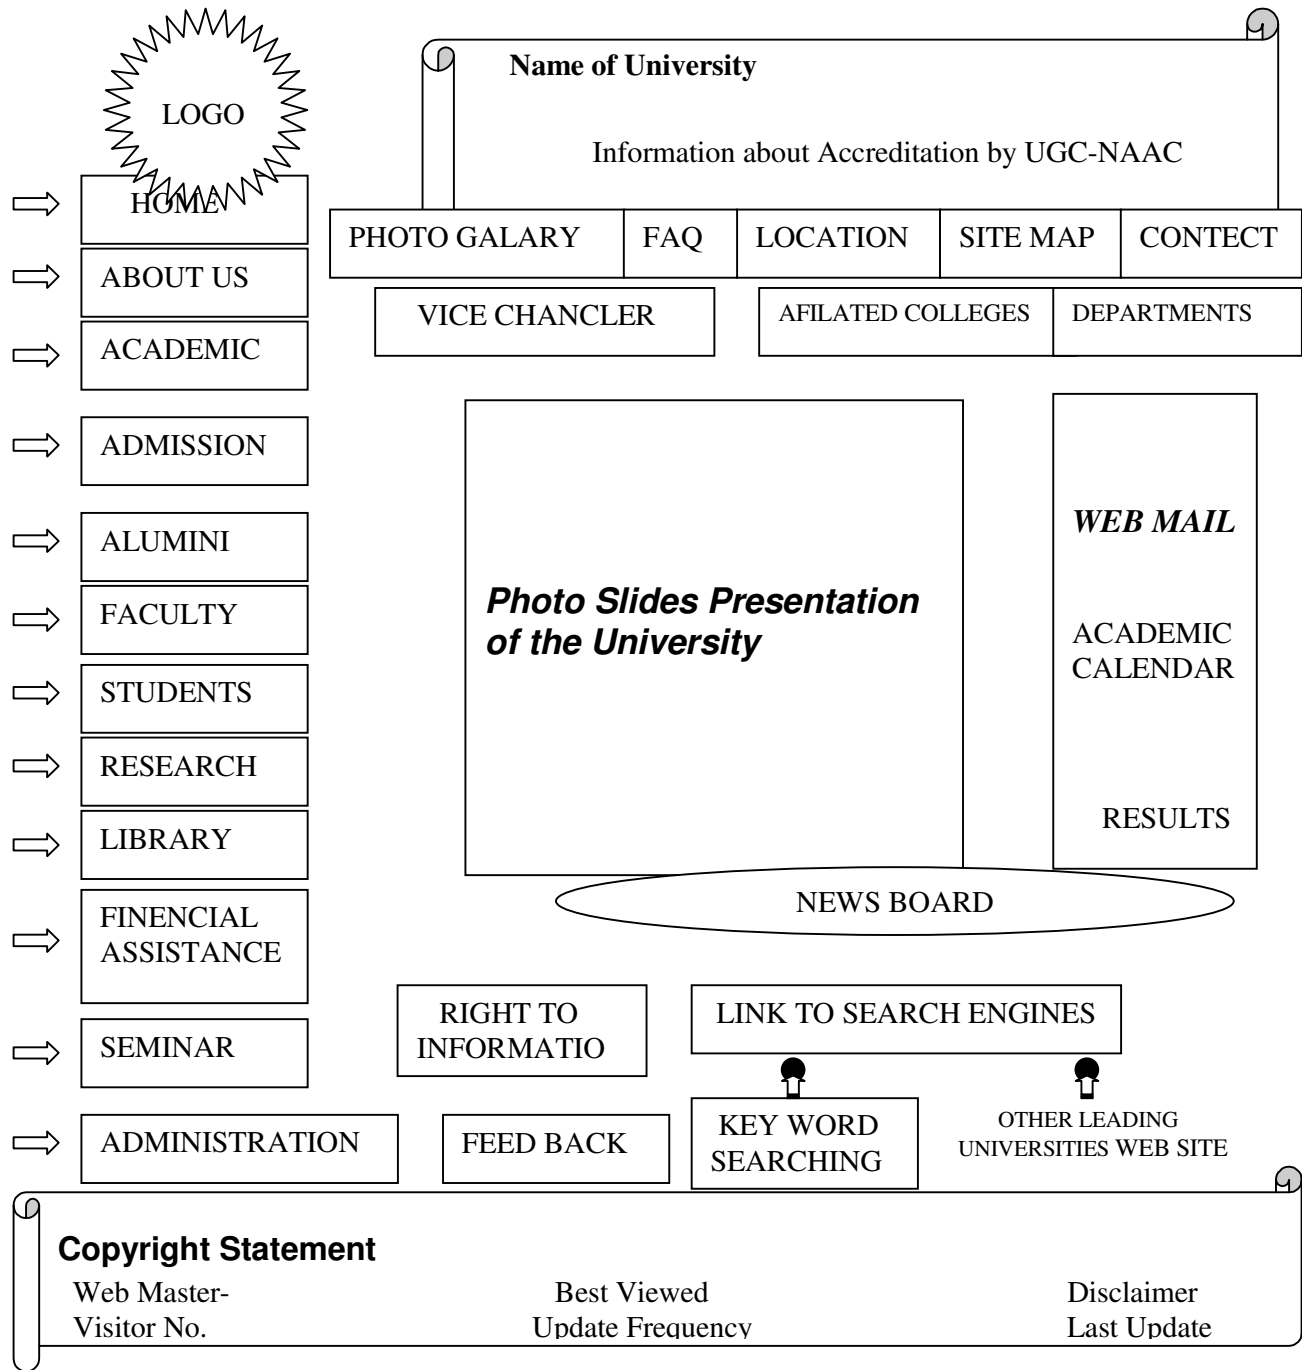 LOGO
Name of University
Information about Accreditation by UGC-NAAC
HOME
PHOTO GALARY
FAQ
LOCATION
SITE MAP
CONTECT
ABOUT US
VICE CHANCLER
AFILATED COLLEGES
DEPARTMENTS
ACADEMIC
ADMISSION
ALUMINI
FACULTY
STUDENTS
RESEARCH
LIBRARY
FINENCIAL
ASSISTANCE
SEMINAR
ADMINISTRATION
Photo Slides Presentation
of the University
WEB MAIL
ACADEMIC
CALENDAR
RESULTS
NEWS BOARD
RIGHT TO
INFORMATIO
LINK TO SEARCH ENGINES
FEED BACK
KEY WORD
SEARCHING
OTHER LEADING
UNIVERSITIES WEB SITE
Copyright Statement
Web Master-
Best Viewed
Disclaimer
Visitor No.
Update Frequency
Last Update